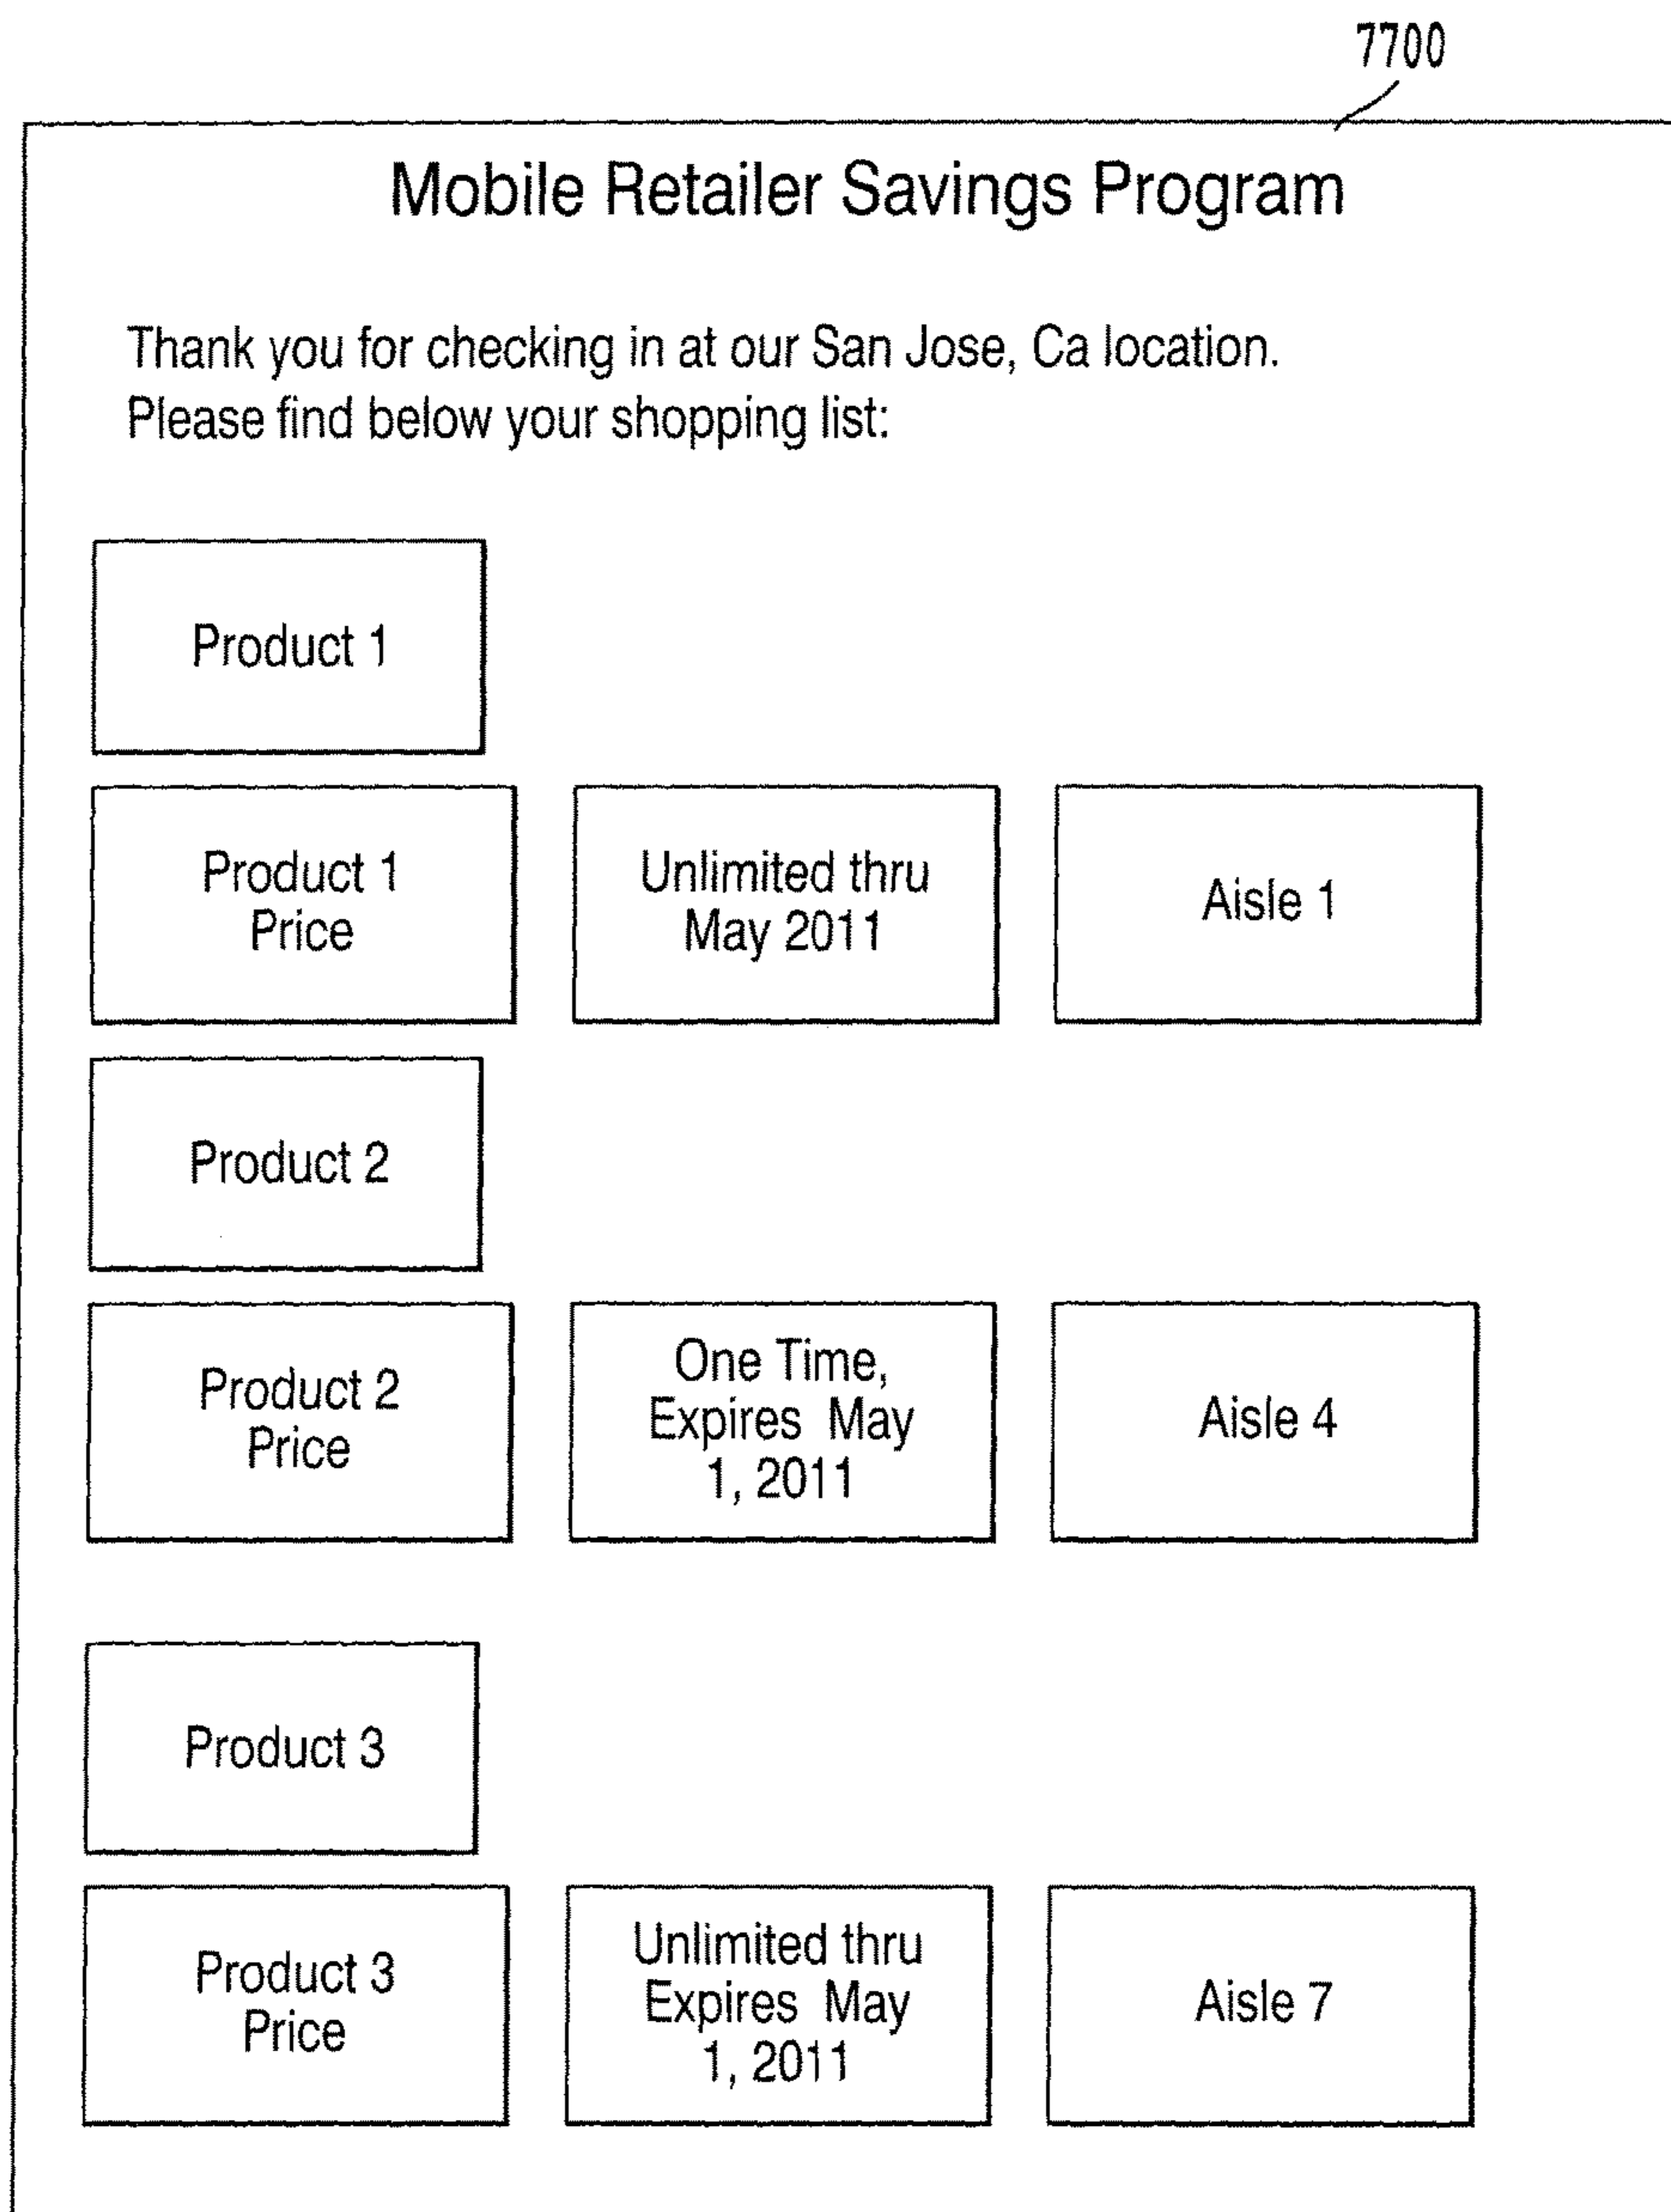 7700
Mobile Retailer Savings Program
Thank you for checking in at our San Jose, Ca location.
Please find below your shopping list:
Product 1
Product 1
Price
Unlimited thru
May 2011
Aisle 1
Product 2
Product 2
Price
One Time,
Expires May
1, 2011
Aisle 4
Product 3
Product 3
Price
Unlimited thru
Expires May
1, 2011
Aisle 7